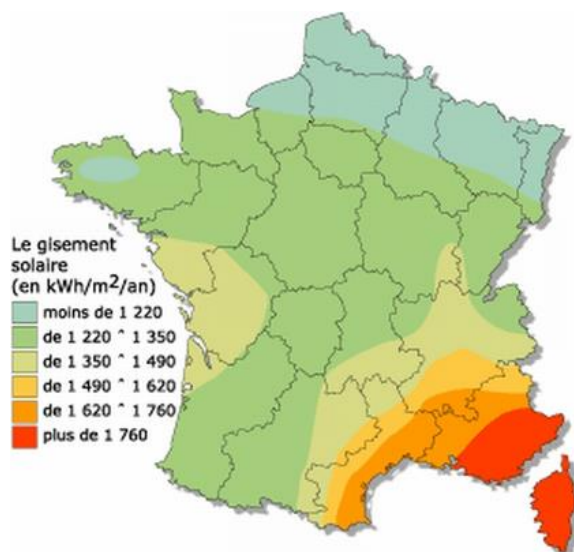 Le gisement
solaire
(en kWh/m²/an)
moins de 1 220
de 1 220 ^ 1 350
de 1 350 ^ 1 490
de 1 490 ^ 1 620
de 1 620 ^ 1 760
plus de 1 760